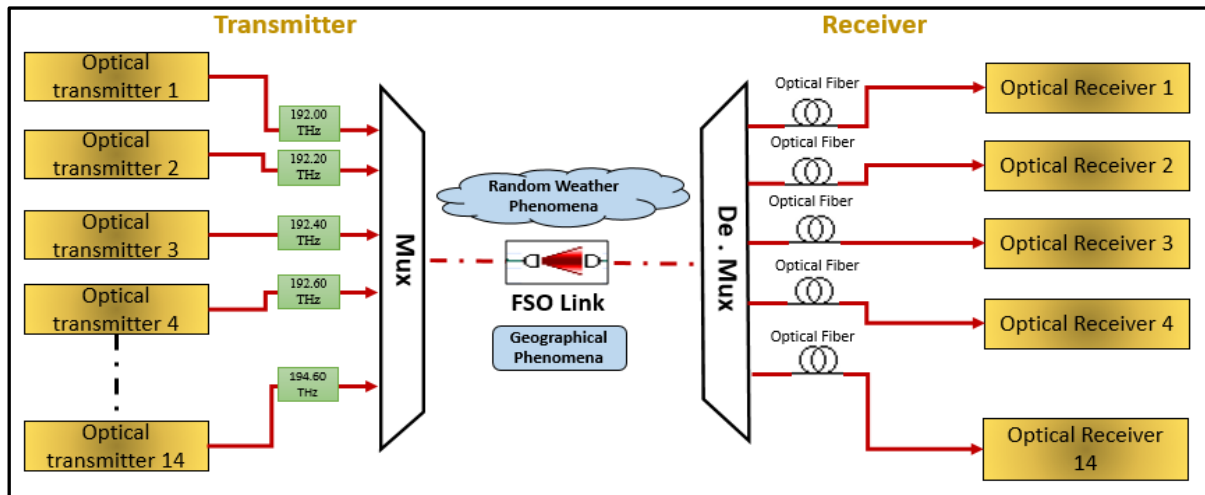 Transmitter
Receiver
Optical
transmitter 1
192.00
THz
Optical
transmitter 2
192.20
THz
Optical
transmitter 3
192.40
THz
Optical
transmitter 4
192.60
THz
Optical
transmitter 14
194.60
THz
Mux
Random Weather
Phenomena
FSO Link
Geographical
Phenomena
De . Mux
Optical Fiber
Optical Receiver 1
Optical Fiber
Optical Receiver 2
Optical Fiber
Optical Receiver 3
Optical Fiber
Optical Receiver 4
Optical Fiber
Optical Receiver
14